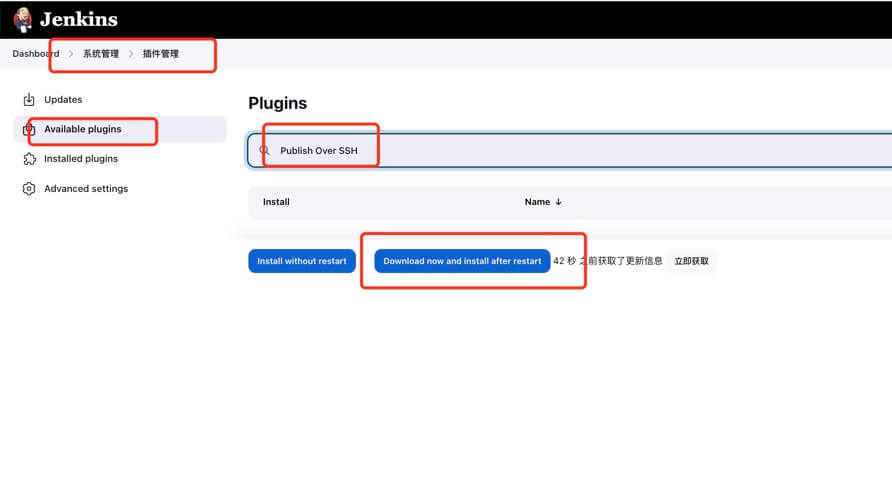 Jenkins
Dashboard > 系统管理 > 插件管理
Updates
Available plugins
Installed plugins
Advanced settings
Plugins
Publish Over SSH
Install Name ↓
Install without restart Download now and install after restart 42 秒 之前获取了更新信息 立即获取